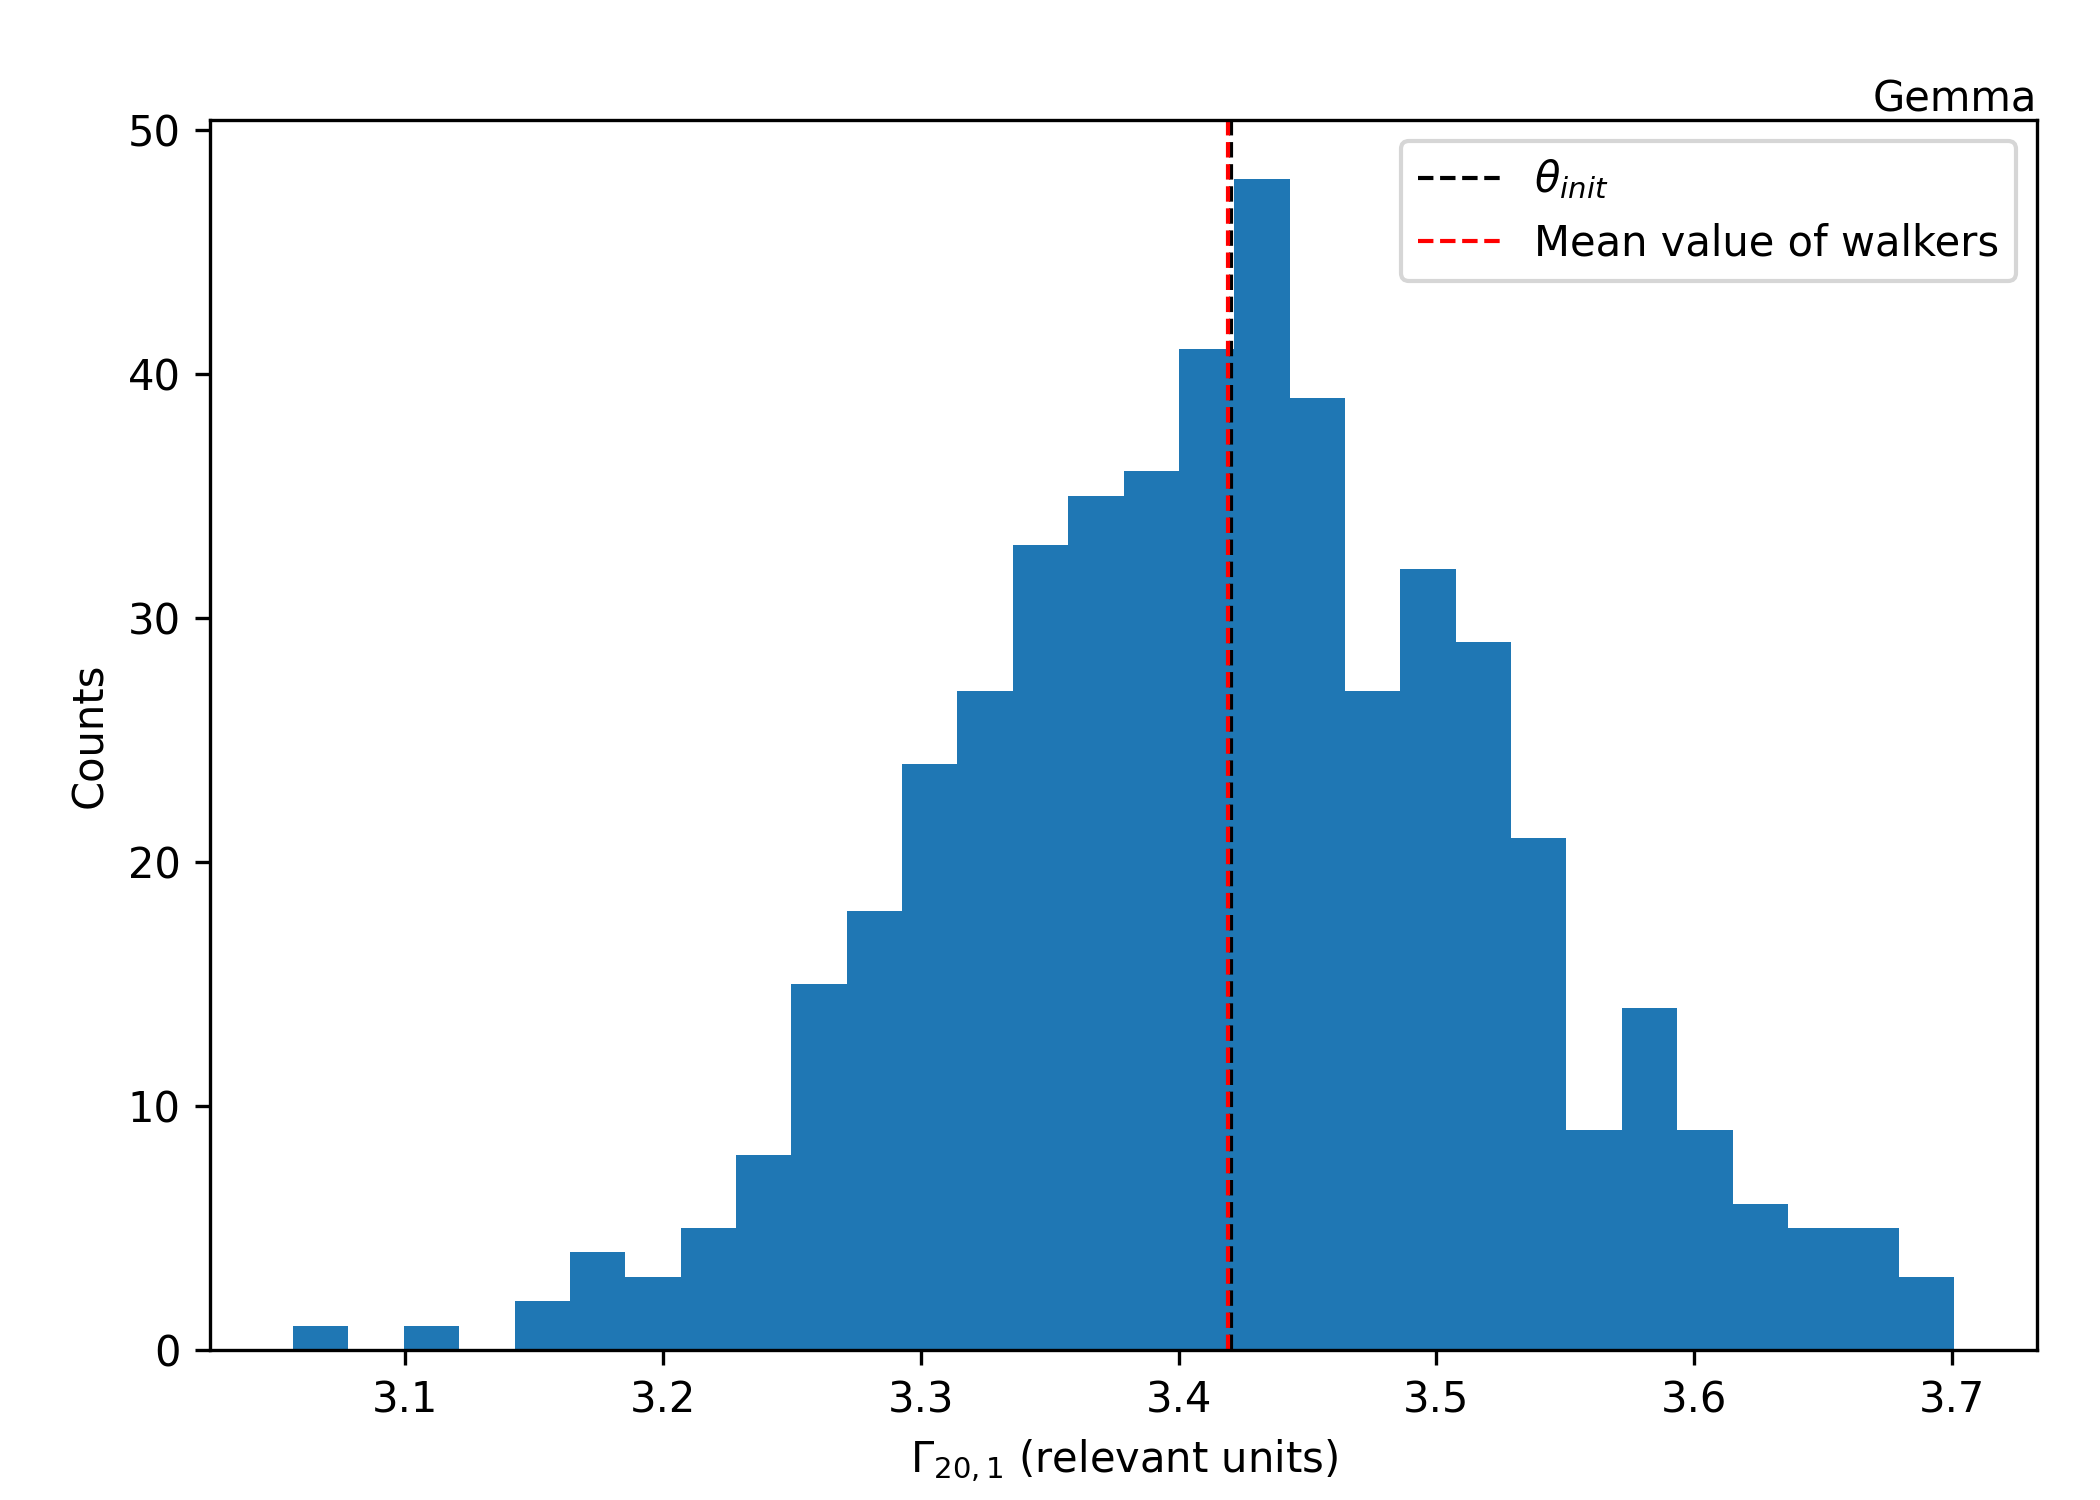 Gemma
50
40
30
20
10
0
Counts
θinit
Mean value of walkers
3.1 3.2 3.3 3.4 3.5 3.6 3.7
Γ20, 1 (relevant units)